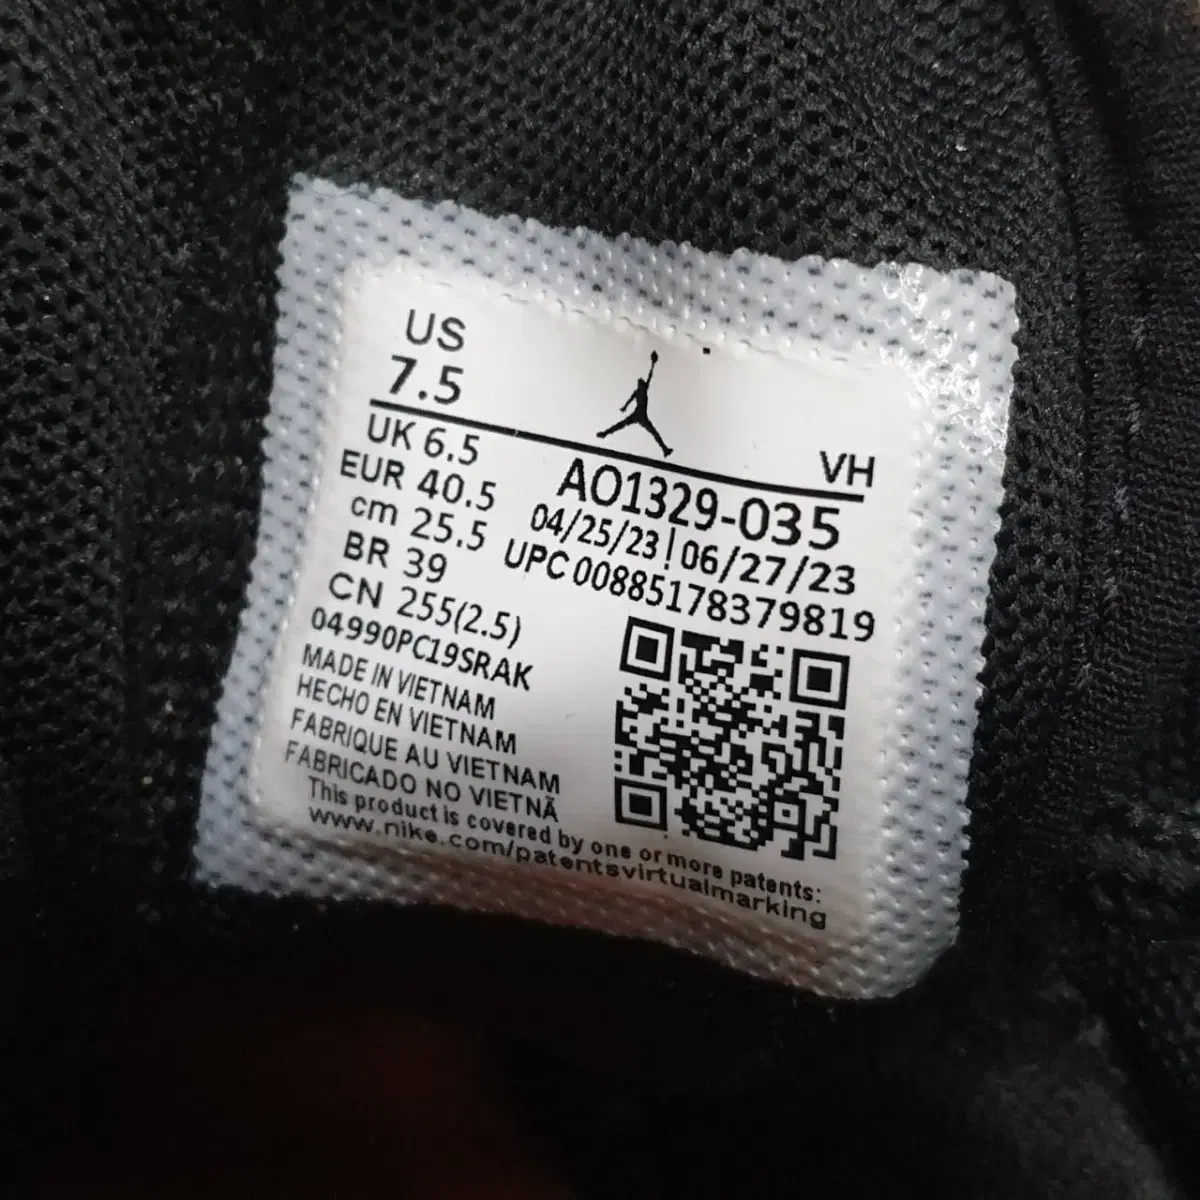 US
7.5
VH
UK 6.5
EUR 40.5
cm 25.5
BR 39
CN 255(2.5)
AO1329-035
04/25/23|06/27/23
UPC 00885178379819
04990PC19SRAK
MADE IN VIETNAM
HECHO EN VIETNAM
FABRIQUE AU VIETNAM
FABRICADO NO VIETNÃ
This product is covered by one or more patents:
www.nike.com/patentsvirtualmarking